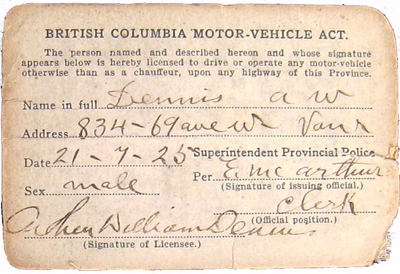 BRITISH COLUMBIA MOTOR-VEHICLE ACT.
The person named and described hereon and whose signature
appears below is hereby licensed to drive or operate any motor-vehicle
otherwise than as a chauffeur, upon any highway of this Province.
Name in full Dennis A W
Address 834-69 ave W Vanr
Date 21-7-25 Superintendent Provincial Police
Per E. McArthur
Sex male (Signature of issuing official.)
Clerk
(Official position.)
William Dennis
(Signature of Licensee.)